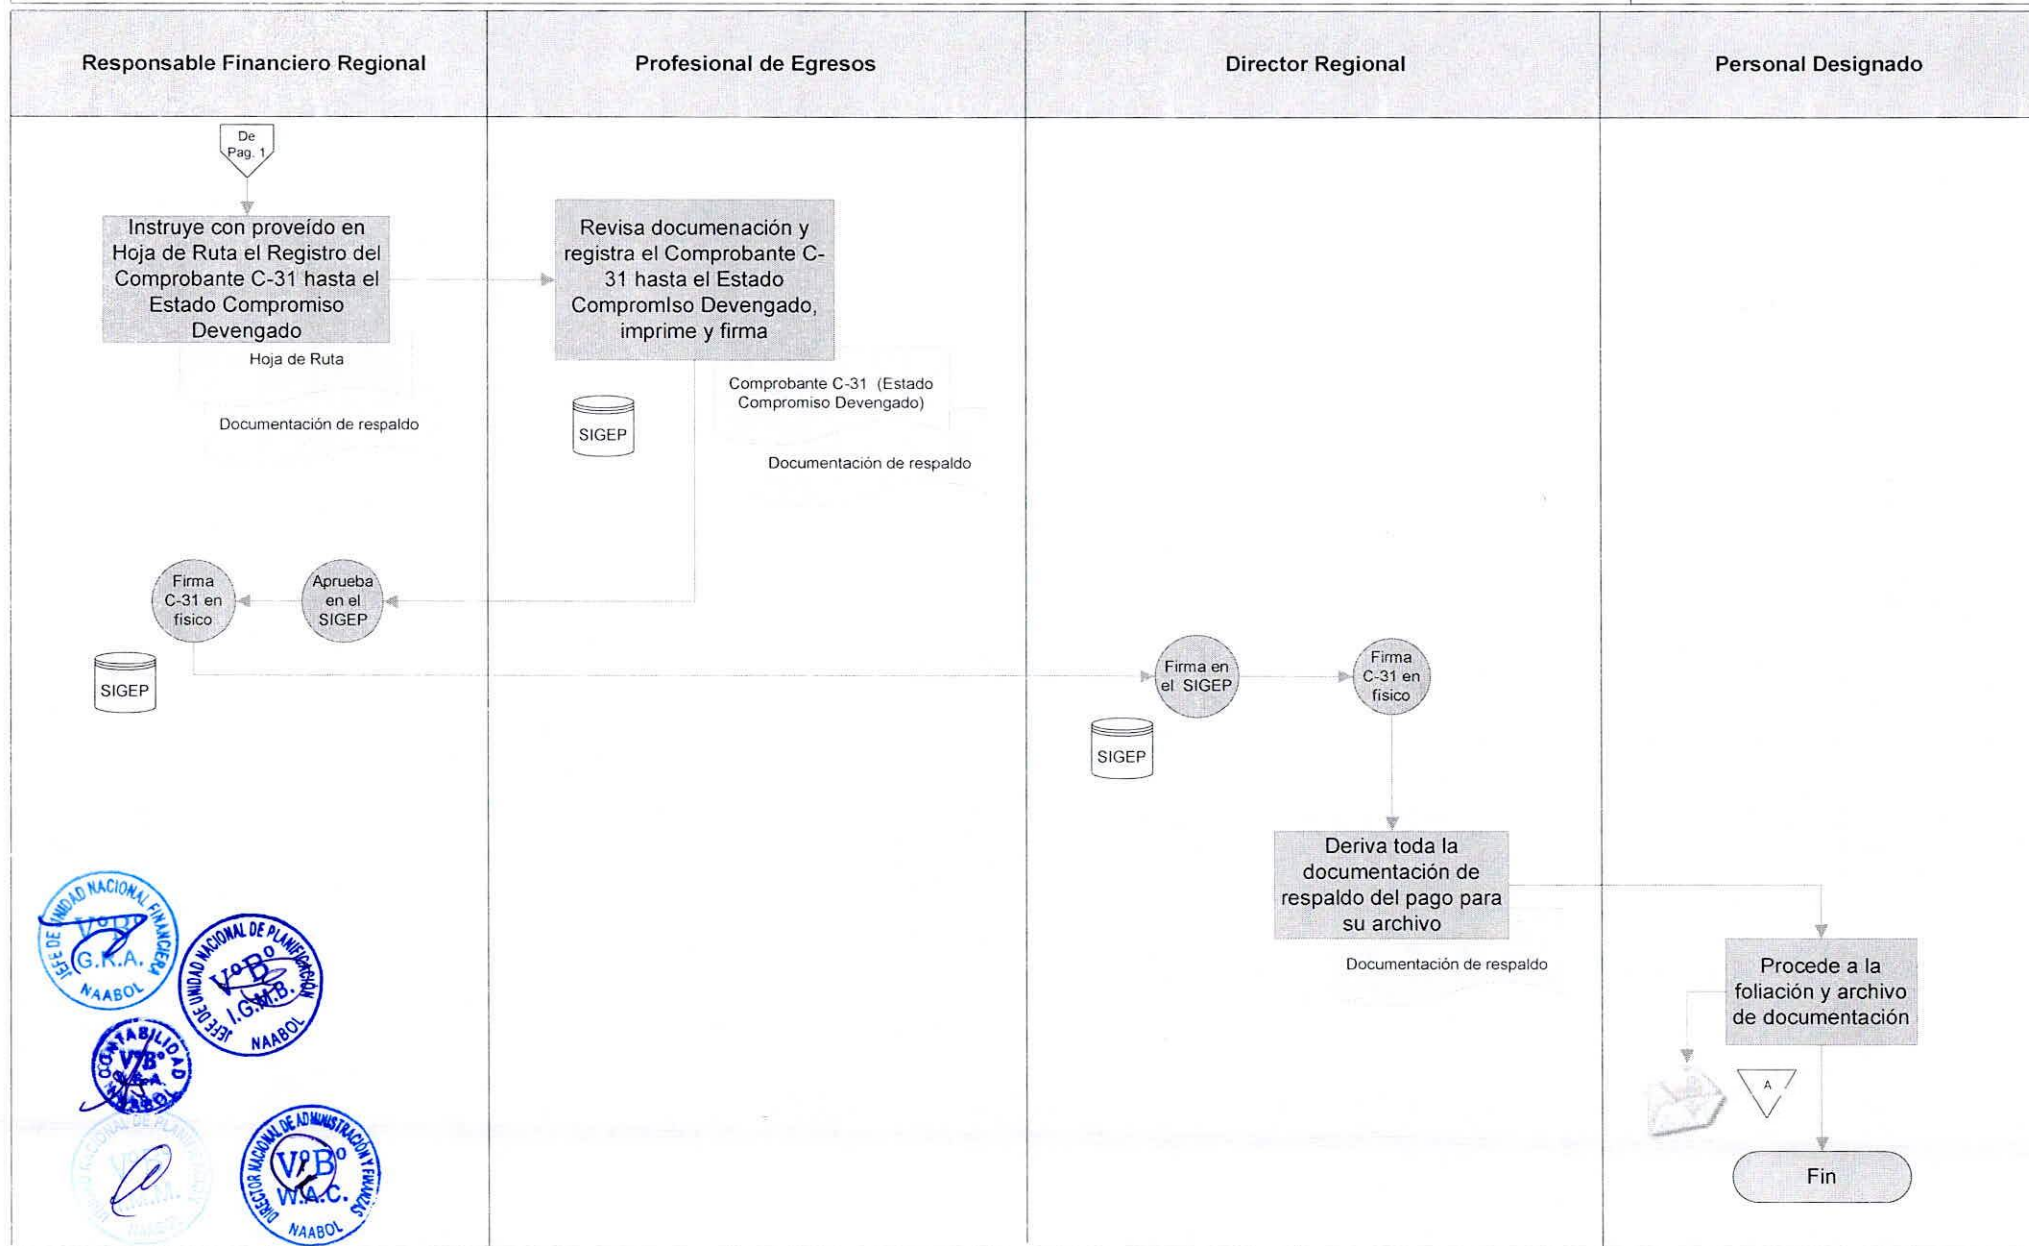 Responsable Financiero Regional
Profesional de Egresos
Director Regional
Personal Designado
De
Pag. 1
Instruye con proveído en
Hoja de Ruta el Registro del
Comprobante C-31 hasta el
Estado Compromiso
Devengado
Hoja de Ruta
Documentación de respaldo
Revisa documenación y
registra el Comprobante C-
31 hasta el Estado
CompromIso Devengado,
imprime y firma
SIGEP
Comprobante C-31 (Estado
Compromiso Devengado)
Documentación de respaldo
Firma
C-31 en
fisico
Aprueba
en el
SIGEP
SIGEP
Firma en
el SIGEP
Firma
C-31 en
fisico
SIGEP
Deriva toda la
documentación de
respaldo del pago para
su archivo
Documentación de respaldo
Procede a la
foliación y archivo
de documentación
A
Fin
JEFE DE UNIDAD NACIONAL FINANCIERA
VºBº
G.R.A.
NAABOL
JEFE DE UNIDAD NACIONAL DE PLANIFICACIÓN
VºBº
I.G.M.B.
NAABOL
CONTABILIDAD
VºBº
NAABOL
VºBº
DIRECTOR NACIONAL DE ADMINISTRACIÓN Y FINANZAS
VºBº
W.A.C.
NAABOL